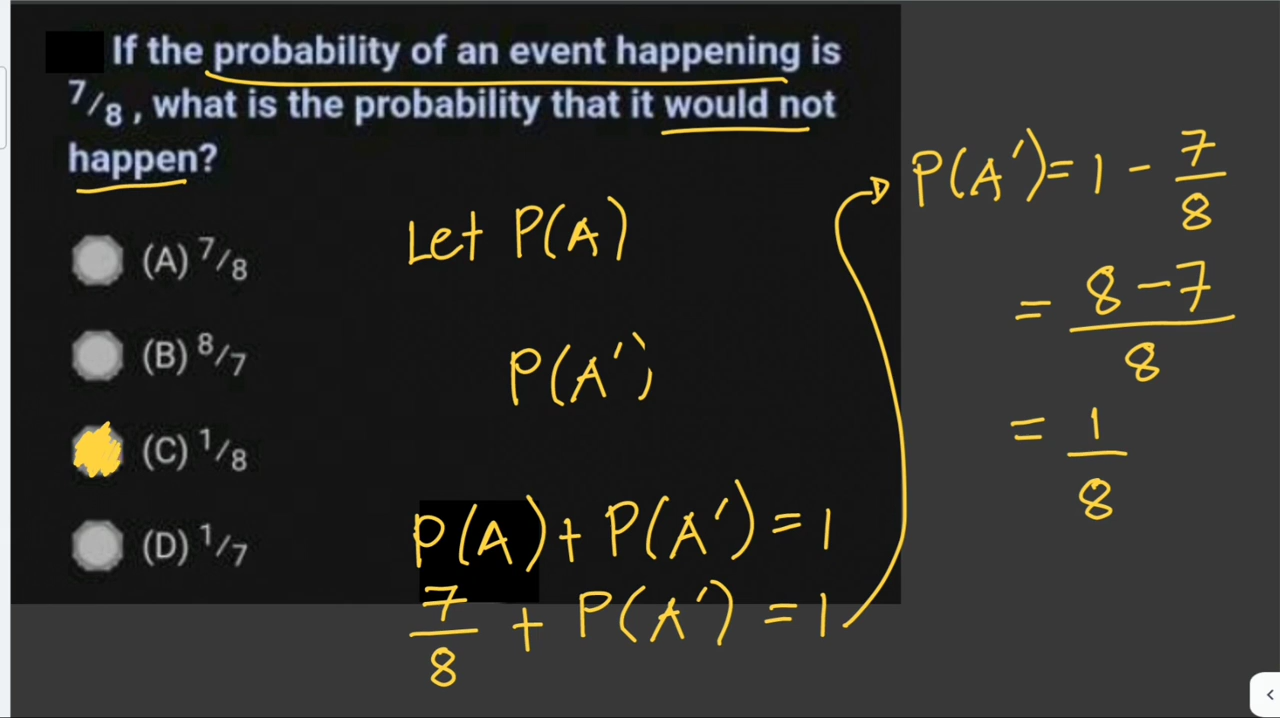 If the probability of an event happening is
7/8, what is the probability that it would not
happen?
(A) 7/8
(B) 8/7
(C) 1/8
(D) 1/7
Let P(A)
P(A')
P(A) + P(A') = 1
7/8 + P(A') = 1
P(A') = 1 - 7/8
= 8-7/8
= 1/8
<